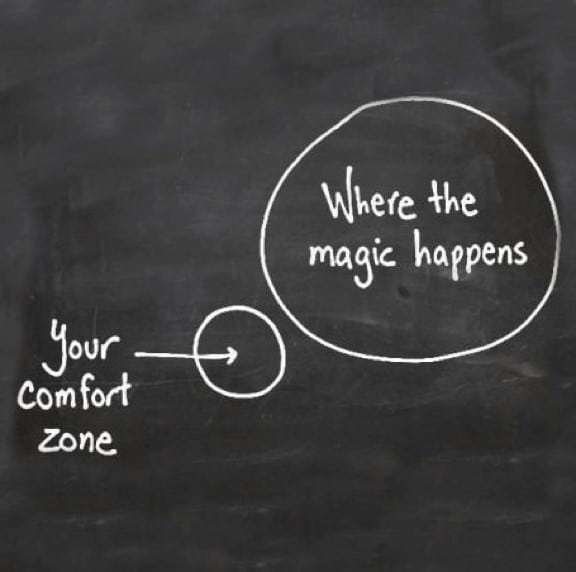 Where the
magic happens
Your
comfort
zone